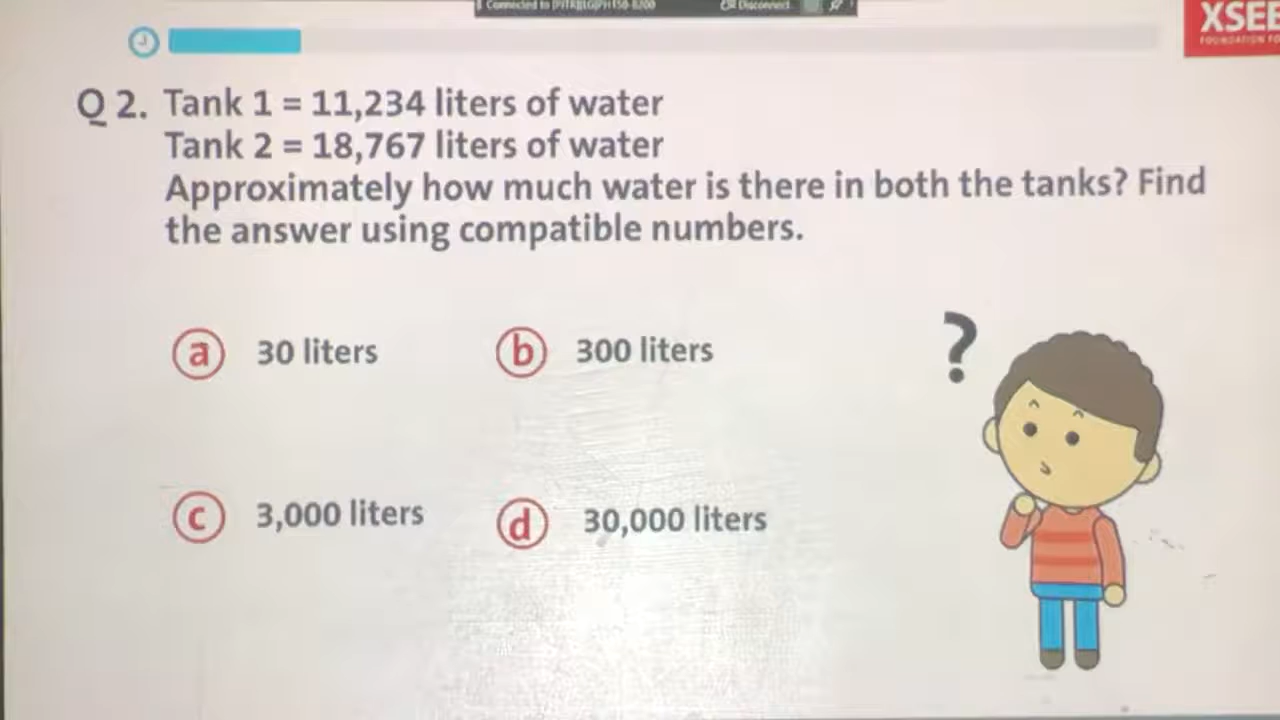 Disconnect
XSEE
Q 2. Tank 1 = 11,234 liters of water
Tank 2 = 18,767 liters of water
Approximately how much water is there in both the tanks? Find
the answer using compatible numbers.
?
a 30 liters
b 300 liters
c 3,000 liters
d 30,000 liters